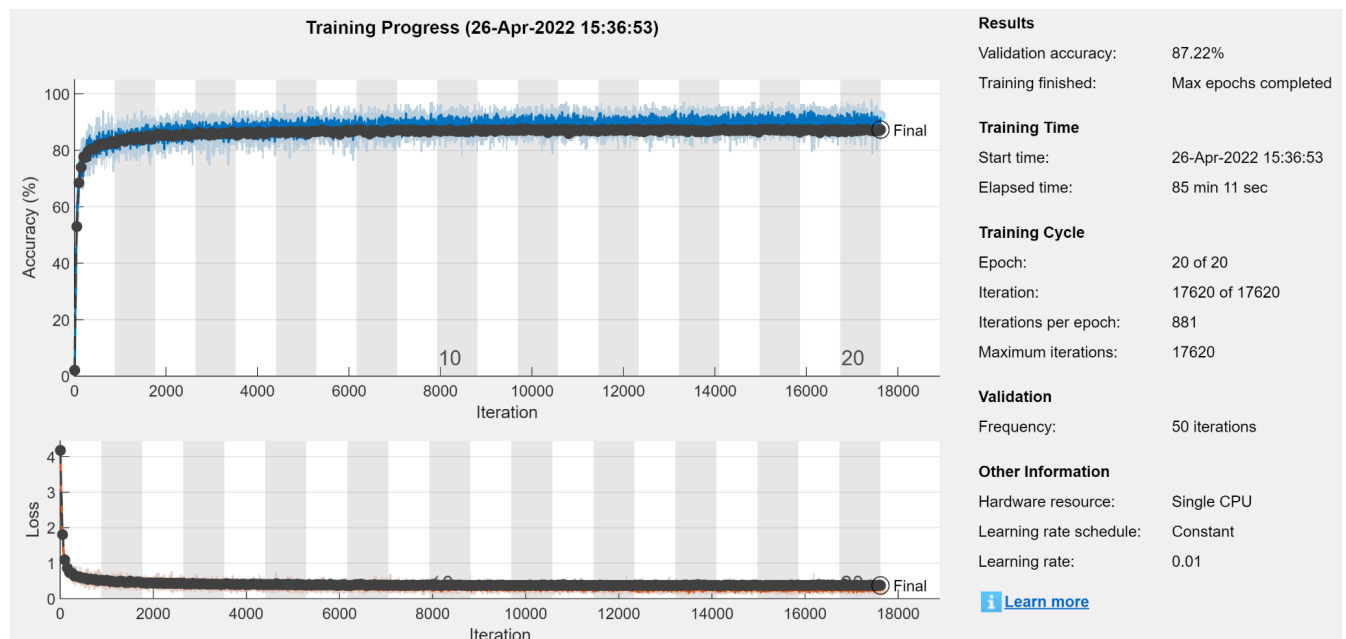 Training Progress (26-Apr-2022 15:36:53)
Accuracy (%)
100
80
60
40
20
0
10
20
Final
0 2000 4000 6000 8000 10000 12000 14000 16000 18000
Iteration
Loss
4
3
2
1
0
Final
0 2000 4000 6000 8000 10000 12000 14000 16000 18000
Iteration
Results
Validation accuracy: 87.22%
Training finished: Max epochs completed
Training Time
Start time: 26-Apr-2022 15:36:53
Elapsed time: 85 min 11 sec
Training Cycle
Epoch: 20 of 20
Iteration: 17620 of 17620
Iterations per epoch: 881
Maximum iterations: 17620
Validation
Frequency: 50 iterations
Other Information
Hardware resource: Single CPU
Learning rate schedule: Constant
Learning rate: 0.01
i Learn more